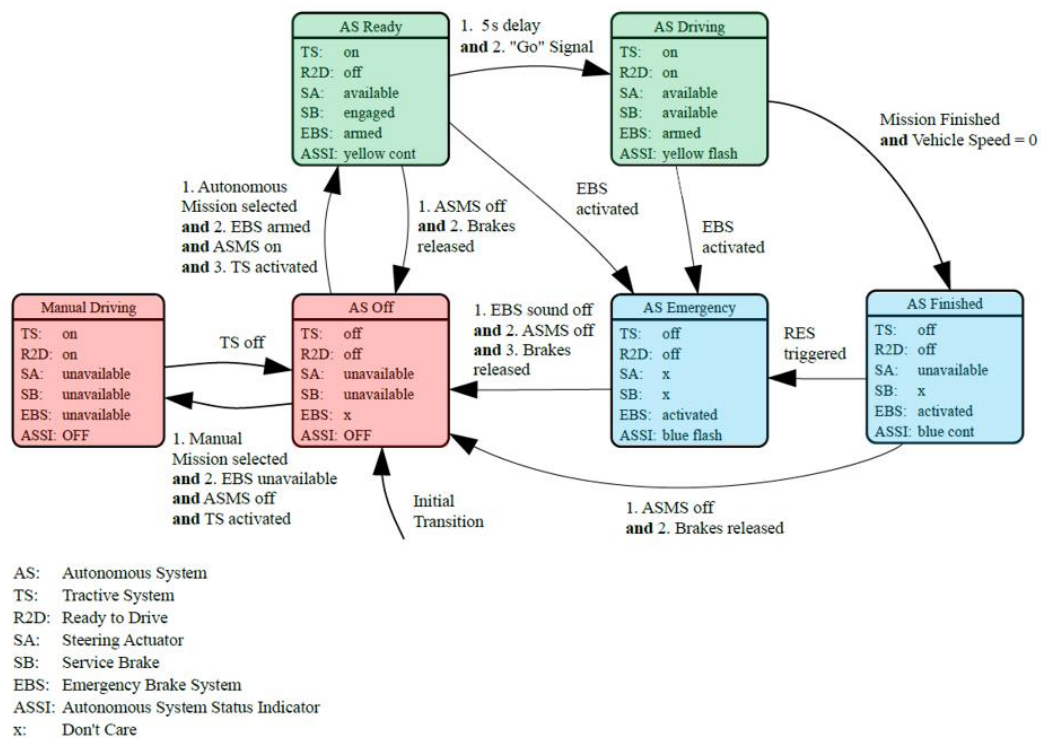 AS Ready
TS: on
R2D: off
SA: available
SB: engaged
EBS: armed
ASSI: yellow cont
1. 5s delay
and 2. "Go" Signal
AS Driving
TS: on
R2D: on
SA: available
SB: available
EBS: armed
ASSI: yellow flash
Mission Finished
and Vehicle Speed = 0
1. Autonomous
Mission selected
and 2. EBS armed
and ASMS on
and 3. TS activated
1. ASMS off
and 2. Brakes
released
EBS
activated
EBS
activated
Manual Driving
TS: on
R2D: on
SA: unavailable
SB: unavailable
EBS: unavailable
ASSI: OFF
TS off
AS Off
TS: off
R2D: off
SA: unavailable
SB: unavailable
EBS: x
ASSI: OFF
1. EBS sound off
and 2. ASMS off
and 3. Brakes
released
AS Emergency
TS: off
R2D: off
SA: x
SB: x
EBS: activated
ASSI: blue flash
RES
triggered
AS Finished
TS: off
R2D: off
SA: unavailable
SB: x
EBS: activated
ASSI: blue cont
1. Manual
Mission selected
and 2. EBS unavailable
and ASMS off
and TS activated
Initial
Transition
1. ASMS off
and 2. Brakes released
AS: Autonomous System
TS: Tractive System
R2D: Ready to Drive
SA: Steering Actuator
SB: Service Brake
EBS: Emergency Brake System
ASSI: Autonomous System Status Indicator
x: Don't Care